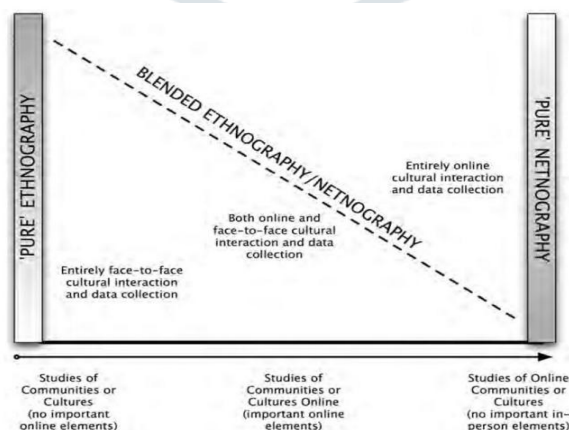 'PURE' ETHNOGRAPHY
BLENDED ETHNOGRAPHY/NETNOGRAPHY
'PURE' NETNOGRAPHY
Entirely online
cultural interaction
and data collection
Both online and
face-to-face cultural
interaction and data
collection
Entirely face-to-face
cultural interaction
and data collection
Studies of
Communities or
Cultures
(no important
online elements)
Studies of
Communities or
Cultures Online
(important online
elements)
Studies of Online
Communities or
Cultures
(no important in-
person elements)